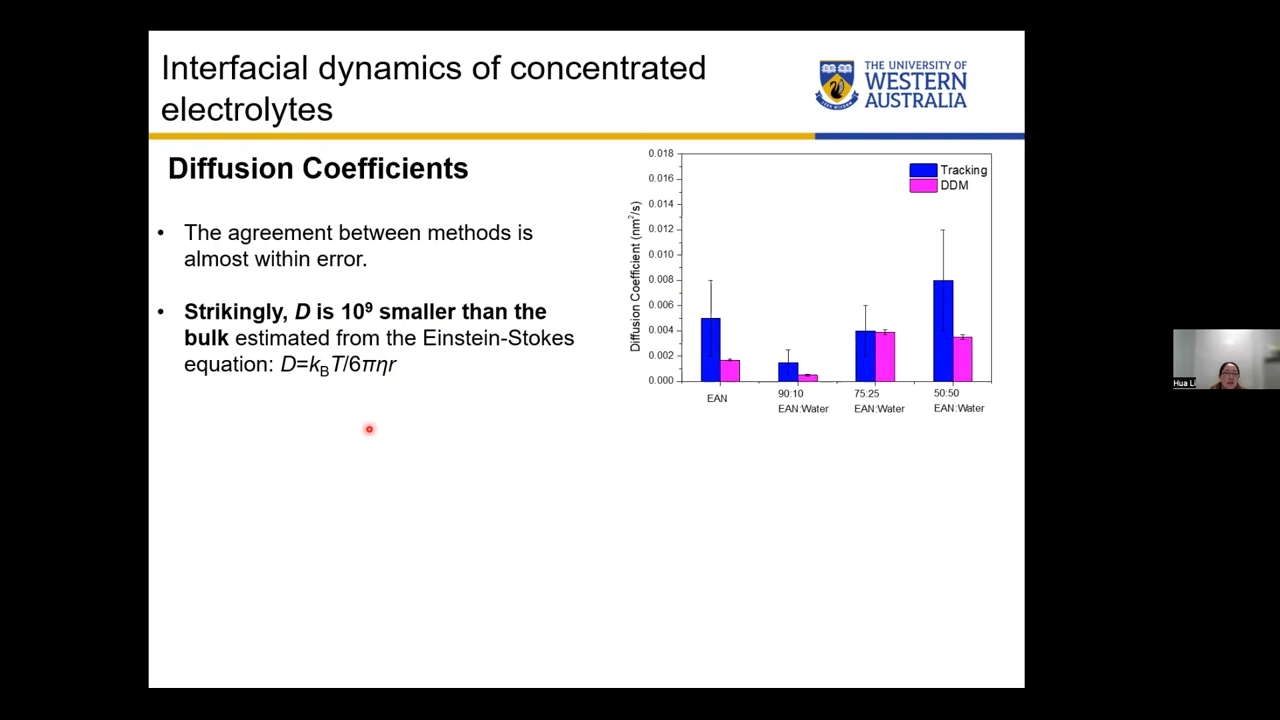 Interfacial dynamics of concentrated
electrolytes
THE UNIVERSITY OF
WESTERN
AUSTRALIA
Diffusion Coefficients
• The agreement between methods is
almost within error.
• Strikingly, D is 10⁹ smaller than the
bulk estimated from the Einstein-Stokes
equation: D=k_BT/6πηr
Diffusion Coefficient (nm²/s)
0.018
0.016
0.014
0.012
0.010
0.008
0.006
0.004
0.002
0.000
Tracking
DDM
EAN
90:10
EAN:Water
75:25
EAN:Water
50:50
EAN:Water
Hua Li